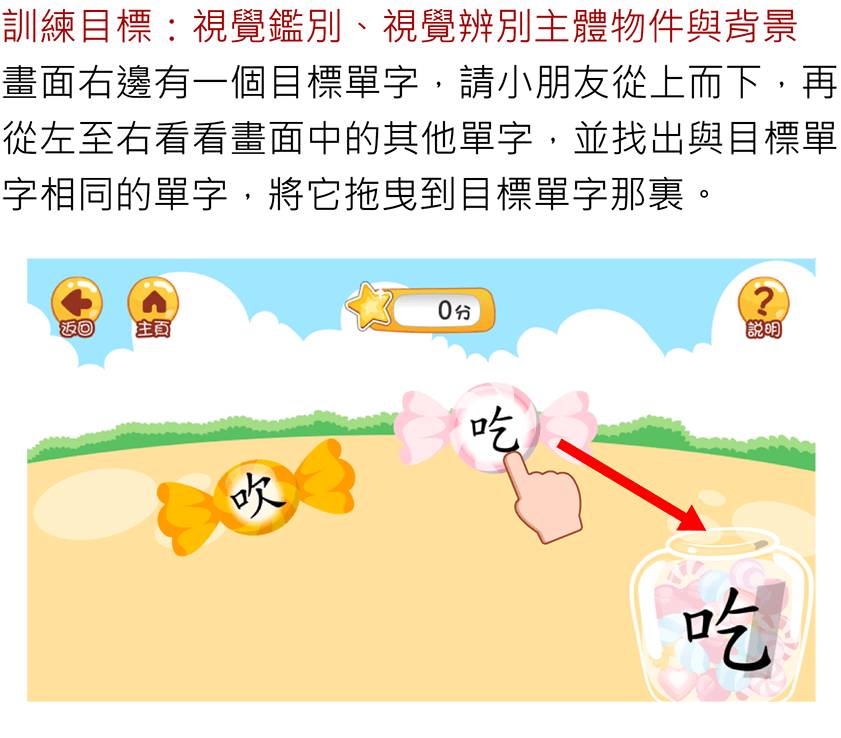 訓練目標：視覺鑑別、視覺辨別主體物件與背景
畫面右邊有一個目標單字，請小朋友從上而下，再
從左至右看看畫面中的其他單字，並找出與目標單
字相同的單字，將它拖曳到目標單字那裏。
返回
主頁
0分
?
說明
吃
吹
吃